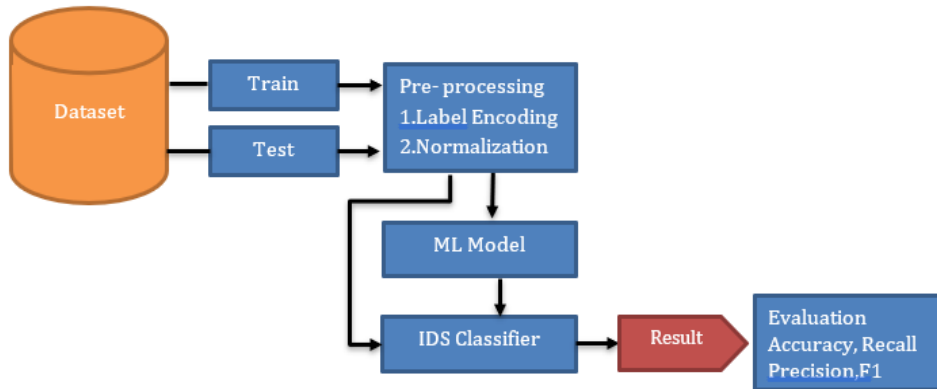 Dataset
Train
Test
Pre- processing
1.Label Encoding
2.Normalization
ML Model
IDS Classifier
Result
Evaluation
Accuracy, Recall
Precision,F1